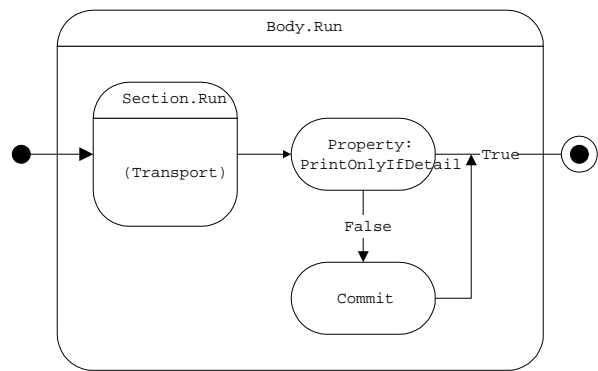 Body.Run
Section.Run
(Transport)
Property:
PrintOnlyIfDetail
True
False
Commit